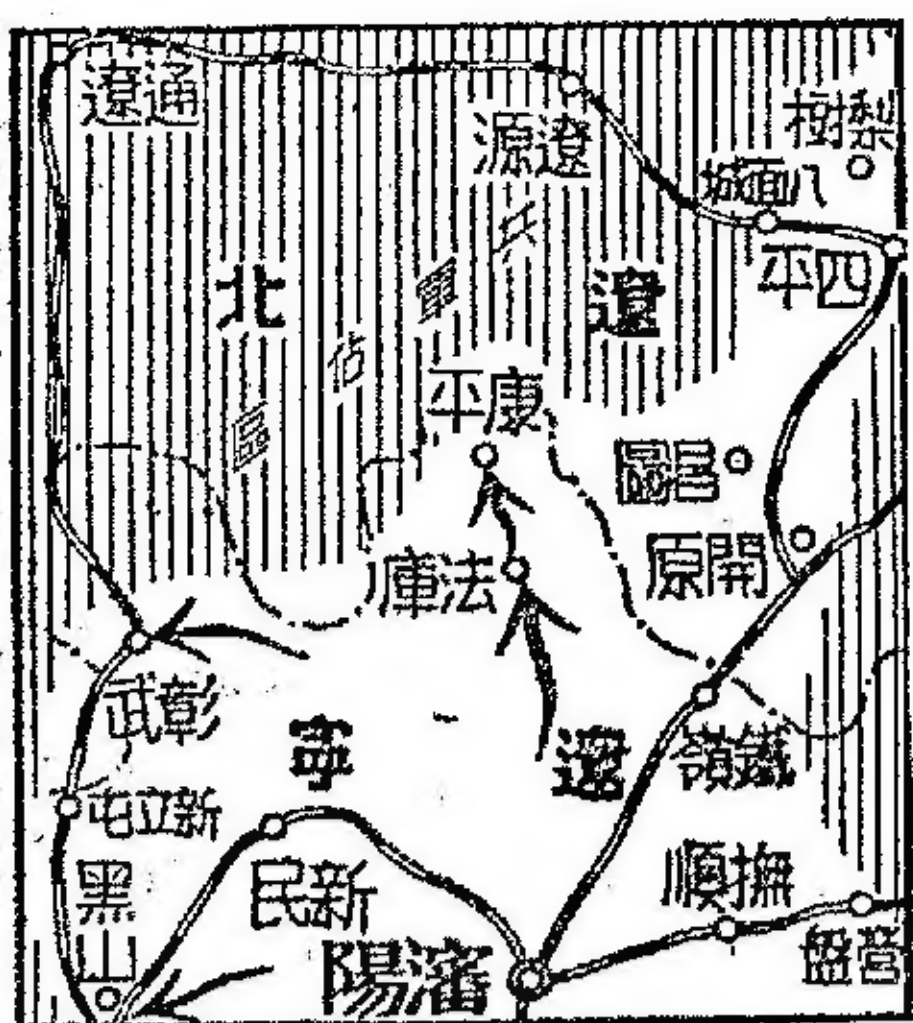 通遼
遼源
梨樹
八面城
四平
遼北
共軍佔區
康平
昌圖
開原
法庫
彰武
遼寧
鐵嶺
新立屯
新民
撫順
黑山
瀋陽
營盤